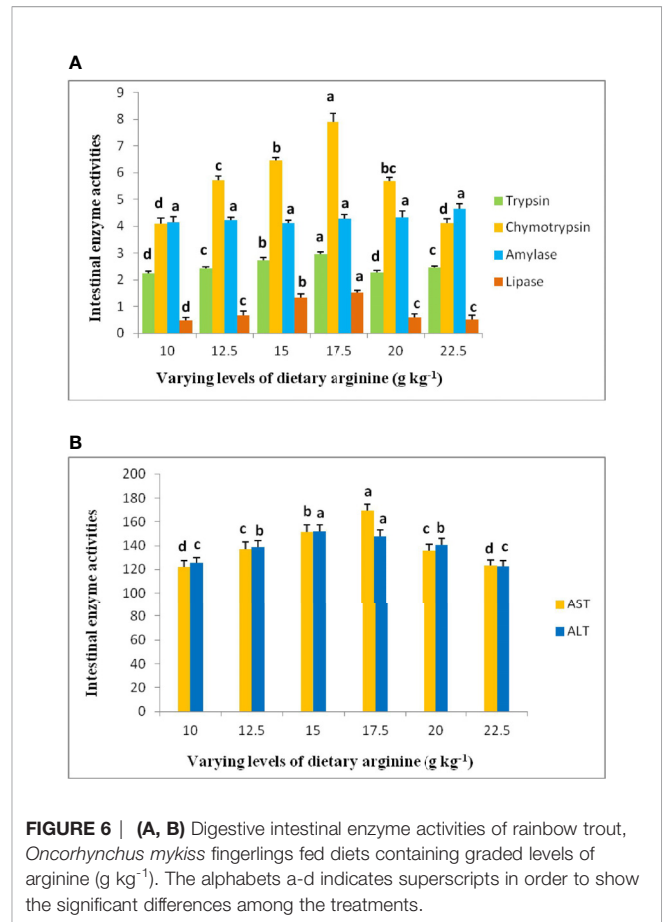 A
9
8
7
6
5
4
3
2
1
0
Intestinal enzyme activities
a
b
c
bc
d
a
a
a
a
a
d
a
d
c
b
a
d
c
d
c
b
a
c
c
Trypsin
Chymotrypsin
Amylase
Lipase
10 12.5 15 17.5 20 22.5
Varying levels of dietary arginine (g kg-1)
B
200
180
160
140
120
100
80
60
40
20
0
Intestinal enzyme activities
d c
c b
b a
a
a
c b
d c
AST
ALT
10 12.5 15 17.5 20 22.5
Varying levels of dietary arginine (g kg-1)
FIGURE 6 | (A, B) Digestive intestinal enzyme activities of rainbow trout,
Oncorhynchus mykiss fingerlings fed diets containing graded levels of
arginine (g kg-1). The alphabets a-d indicates superscripts in order to show
the significant differences among the treatments.